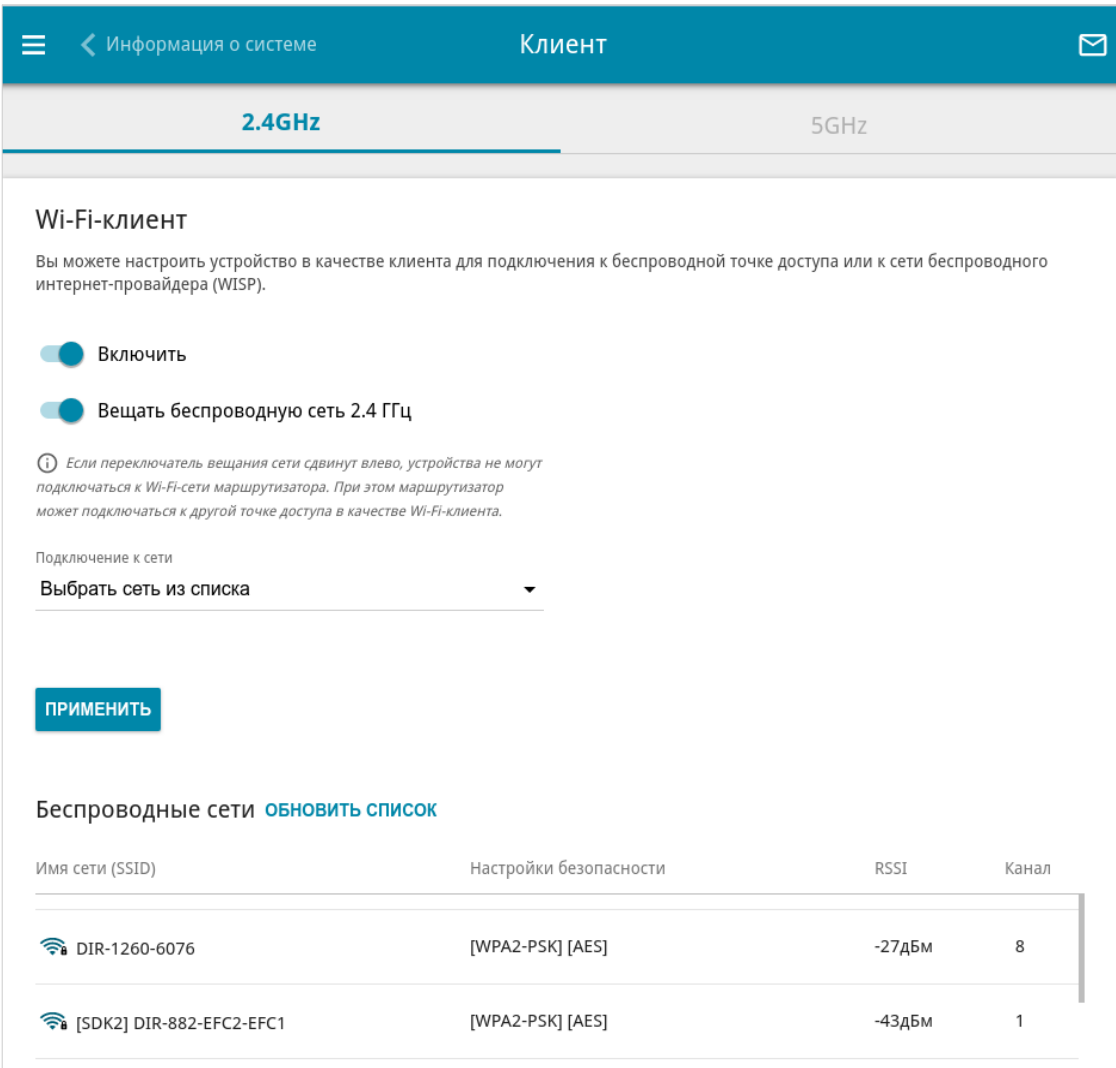 Информация о системе
Клиент
2.4GHz
5GHz
Wi-Fi-клиент
Вы можете настроить устройство в качестве клиента для подключения к беспроводной точке доступа или к сети беспроводного
интернет-провайдера (WISP).
Включить
Вещать беспроводную сеть 2.4 ГГц
Если переключатель вещания сети сдвинут влево, устройства не могут
подключаться к Wi-Fi-сети маршрутизатора. При этом маршрутизатор
может подключаться к другой точке доступа в качестве Wi-Fi-клиента.
Подключение к сети
Выбрать сеть из списка
ПРИМЕНИТЬ
Беспроводные сети ОБНОВИТЬ СПИСОК
Имя сети (SSID) Настройки безопасности RSSI Канал
DIR-1260-6076 [WPA2-PSK] [AES] -27дБм 8
[SDK2] DIR-882-EFC2-EFC1 [WPA2-PSK] [AES] -43дБм 1